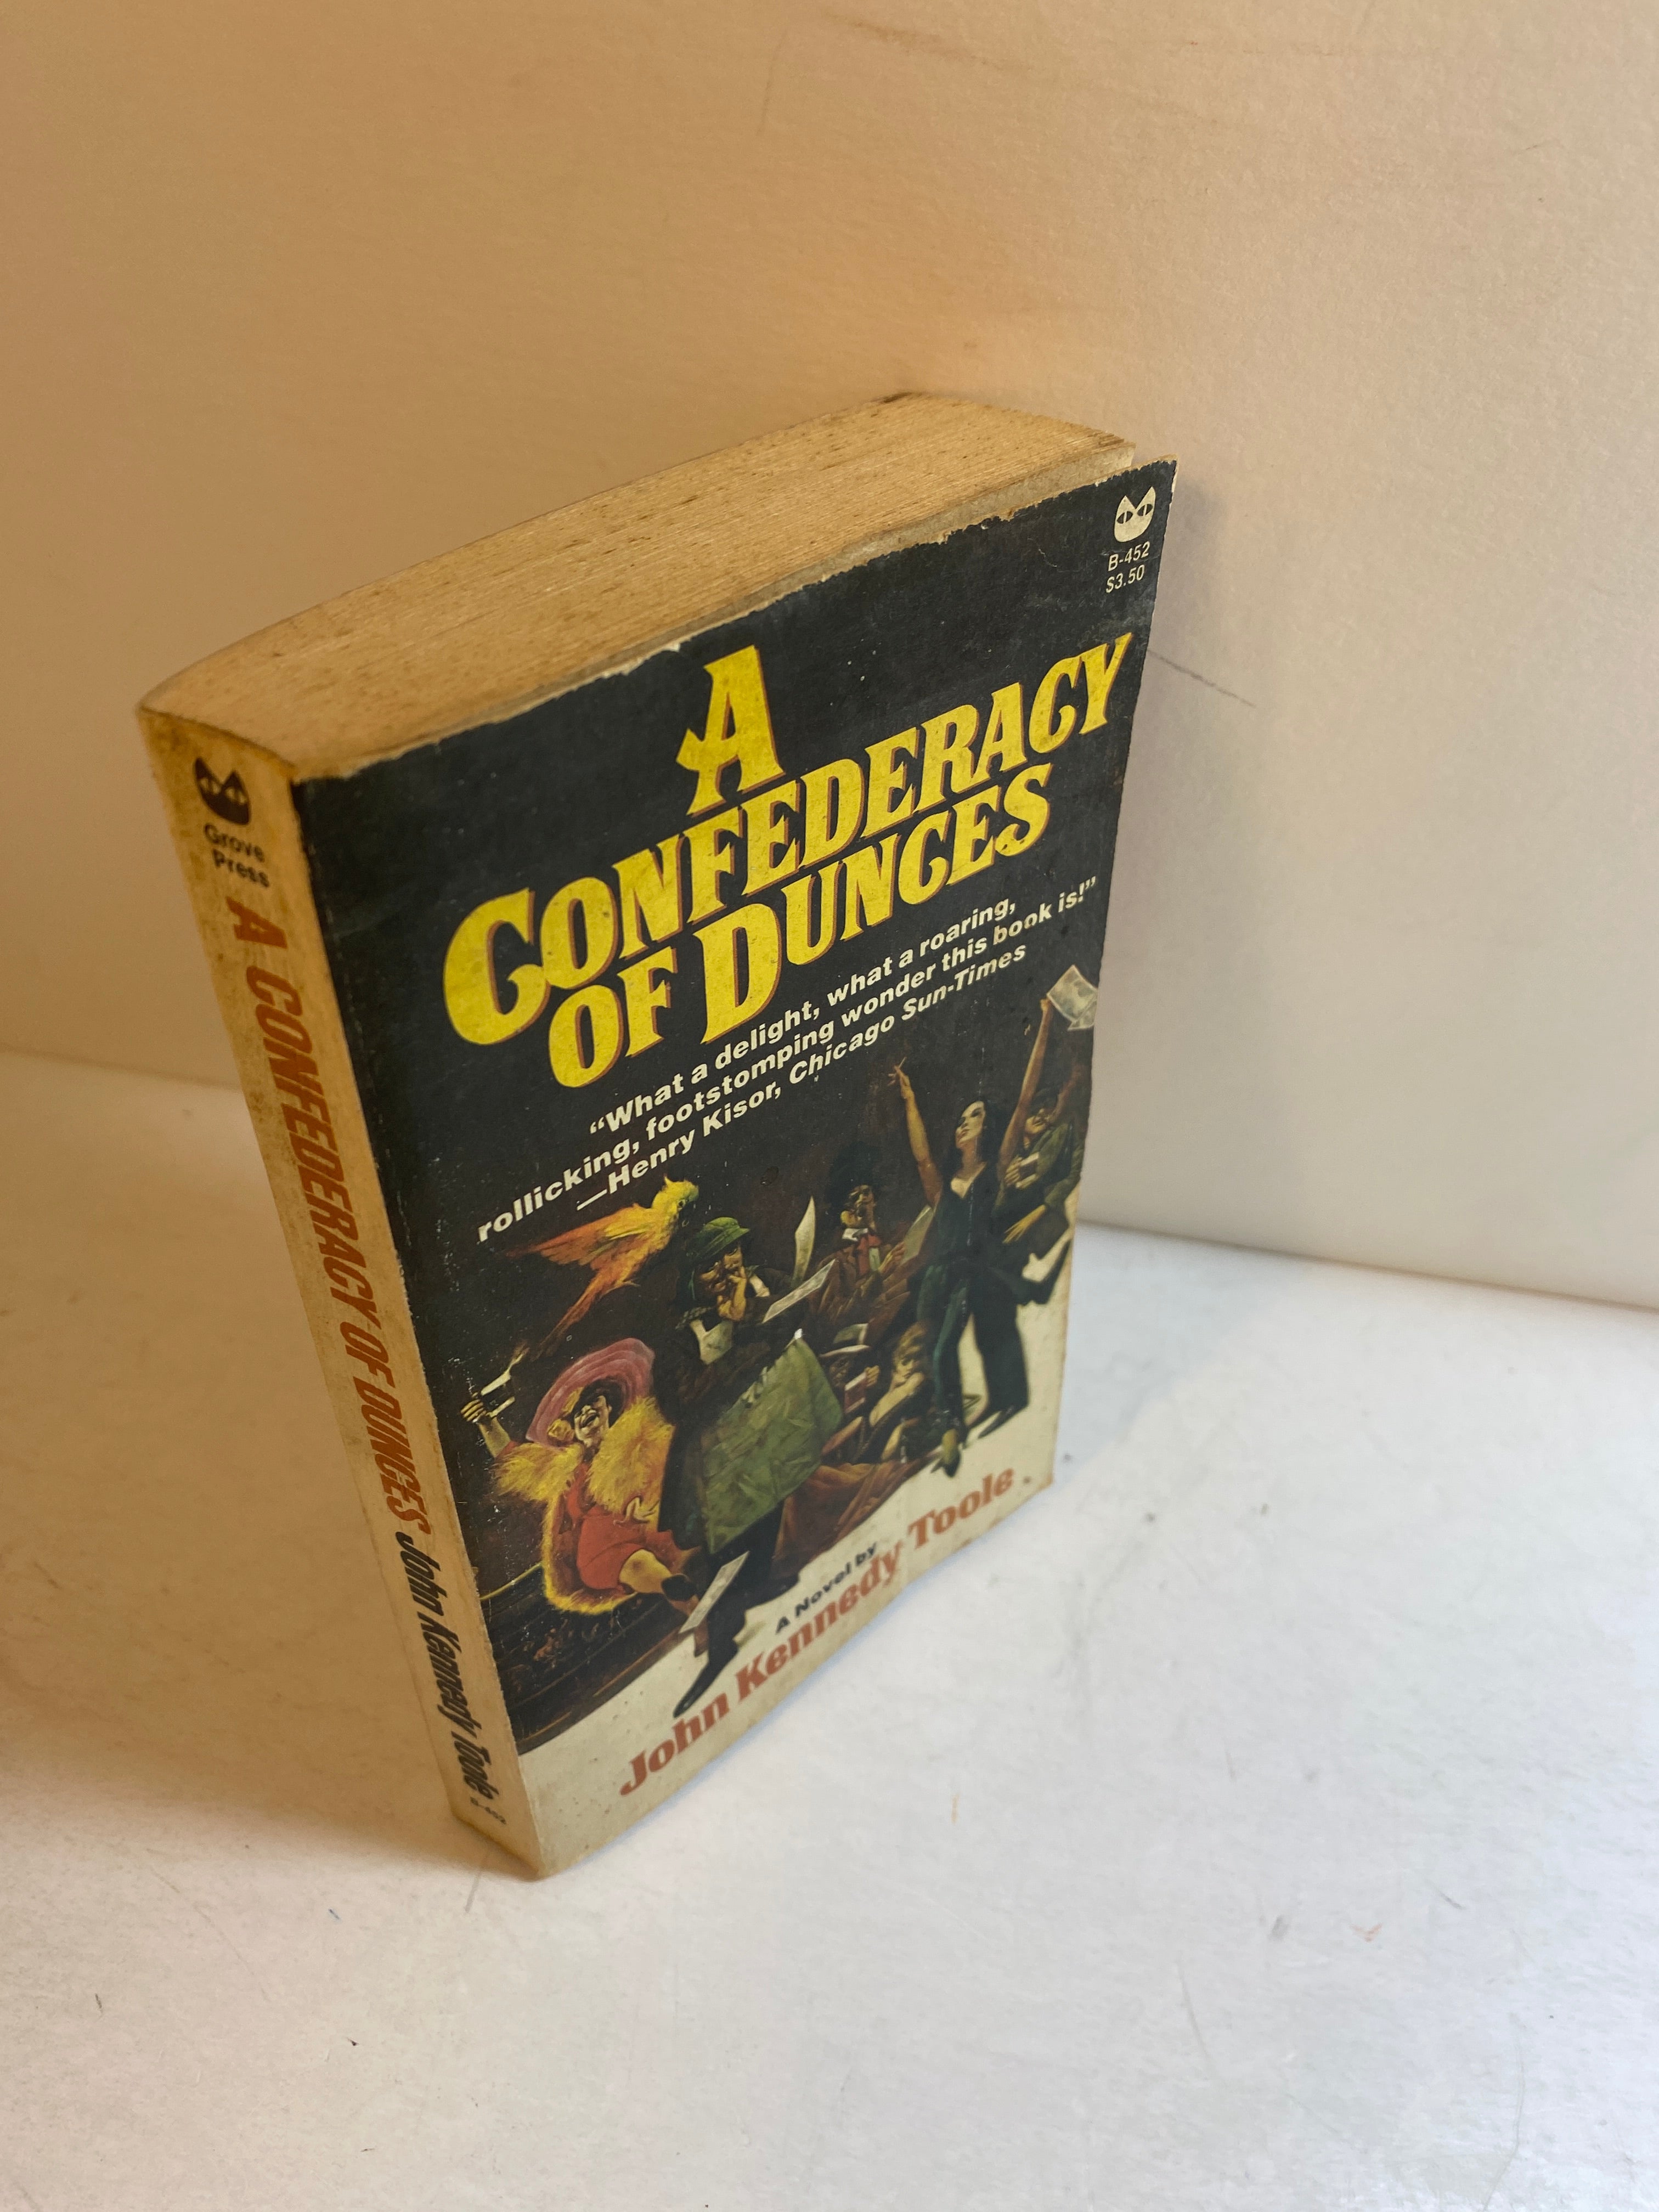 B-452
$3.50
A
CONFEDERACY
OF DUNCES
“What a delight, what a roaring,
rollicking, footstomping wonder this book is!”
—Henry Kisor, Chicago Sun-Times
A Novel by
John Kennedy Toole
Grove
Press
A CONFEDERACY OF DUNCES John Kennedy Toole
B-452